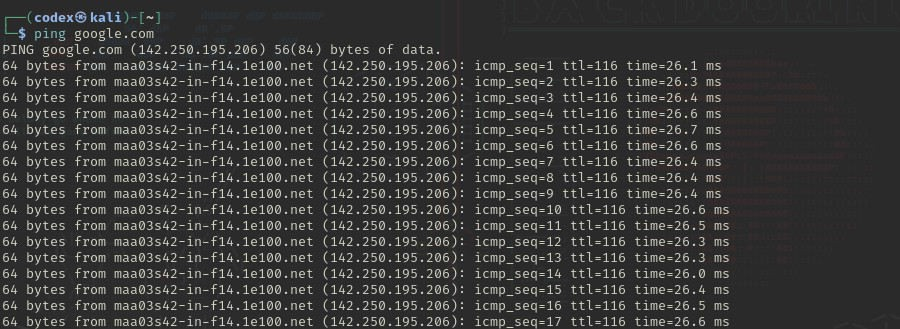 ┌──(codex㉿kali)-[~]
└─$ ping google.com
PING google.com (142.250.195.206) 56(84) bytes of data.
64 bytes from maa03s42-in-f14.1e100.net (142.250.195.206): icmp_seq=1 ttl=116 time=26.1 ms
64 bytes from maa03s42-in-f14.1e100.net (142.250.195.206): icmp_seq=2 ttl=116 time=26.3 ms
64 bytes from maa03s42-in-f14.1e100.net (142.250.195.206): icmp_seq=3 ttl=116 time=26.4 ms
64 bytes from maa03s42-in-f14.1e100.net (142.250.195.206): icmp_seq=4 ttl=116 time=26.6 ms
64 bytes from maa03s42-in-f14.1e100.net (142.250.195.206): icmp_seq=5 ttl=116 time=26.7 ms
64 bytes from maa03s42-in-f14.1e100.net (142.250.195.206): icmp_seq=6 ttl=116 time=26.6 ms
64 bytes from maa03s42-in-f14.1e100.net (142.250.195.206): icmp_seq=7 ttl=116 time=26.4 ms
64 bytes from maa03s42-in-f14.1e100.net (142.250.195.206): icmp_seq=8 ttl=116 time=26.4 ms
64 bytes from maa03s42-in-f14.1e100.net (142.250.195.206): icmp_seq=9 ttl=116 time=26.4 ms
64 bytes from maa03s42-in-f14.1e100.net (142.250.195.206): icmp_seq=10 ttl=116 time=26.6 ms
64 bytes from maa03s42-in-f14.1e100.net (142.250.195.206): icmp_seq=11 ttl=116 time=26.5 ms
64 bytes from maa03s42-in-f14.1e100.net (142.250.195.206): icmp_seq=12 ttl=116 time=26.3 ms
64 bytes from maa03s42-in-f14.1e100.net (142.250.195.206): icmp_seq=13 ttl=116 time=26.3 ms
64 bytes from maa03s42-in-f14.1e100.net (142.250.195.206): icmp_seq=14 ttl=116 time=26.0 ms
64 bytes from maa03s42-in-f14.1e100.net (142.250.195.206): icmp_seq=15 ttl=116 time=26.4 ms
64 bytes from maa03s42-in-f14.1e100.net (142.250.195.206): icmp_seq=16 ttl=116 time=26.5 ms
64 bytes from maa03s42-in-f14.1e100.net (142.250.195.206): icmp_seq=17 ttl=116 time=26.6 ms